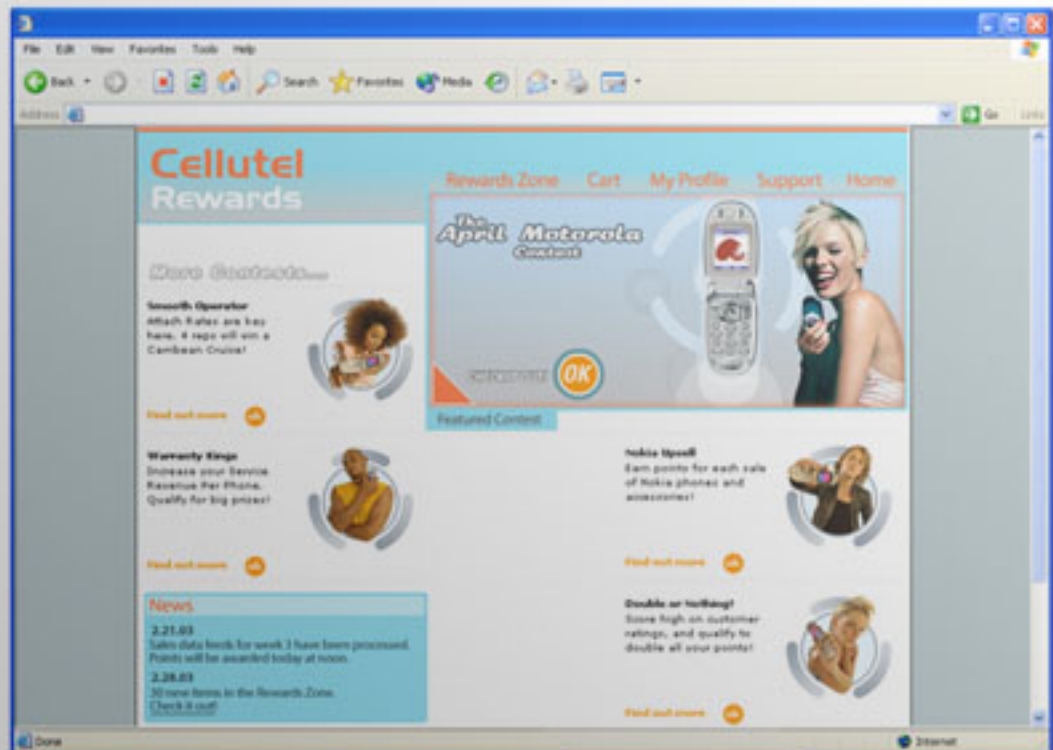 File Edit View Favorites Tools Help
Back Search Favorites Media
Address Go Links
Cellutel
Rewards
Rewards Zone Cart My Profile Support Home
The
April Motorola
Contest
OK
Featured Contest
More Contests...
Smooth Operator
Attach Rates are key
here. 4 reps will win a
Carribean Cruise!
Find out more ok
Warranty Kings
Increase your Service
Revenue Per Phone.
Qualify for big prizes!
Find out more ok
Nokia Upsell
Earn points for each sale
of Nokia phones and
accessories!
Find out more ok
Double or Nothing!
Score high on customer
ratings, and qualify to
double all your points!
Find out more ok
News
2.21.03
Sales data feeds for week 3 have been processed.
Points will be awarded today at noon.
2.28.03
30 new items in the Rewards Zone.
Check it out!
Done Internet